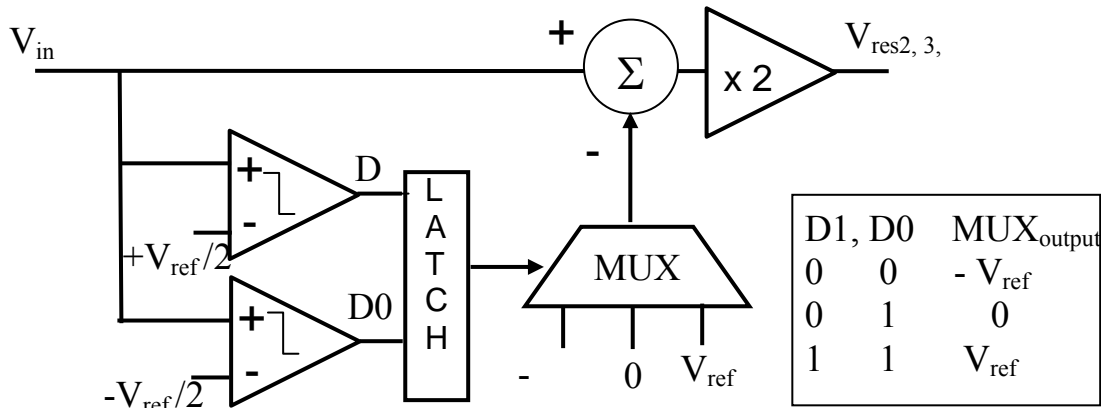 V_in
+
Σ
x 2
V_res2, 3,
-
+
-
D
+V_ref/2
L
A
T
C
H
MUX
+
-
D0
-V_ref/2
-
0
V_ref
D1, D0 MUX_output
0 0 - V_ref
0 1 0
1 1 V_ref